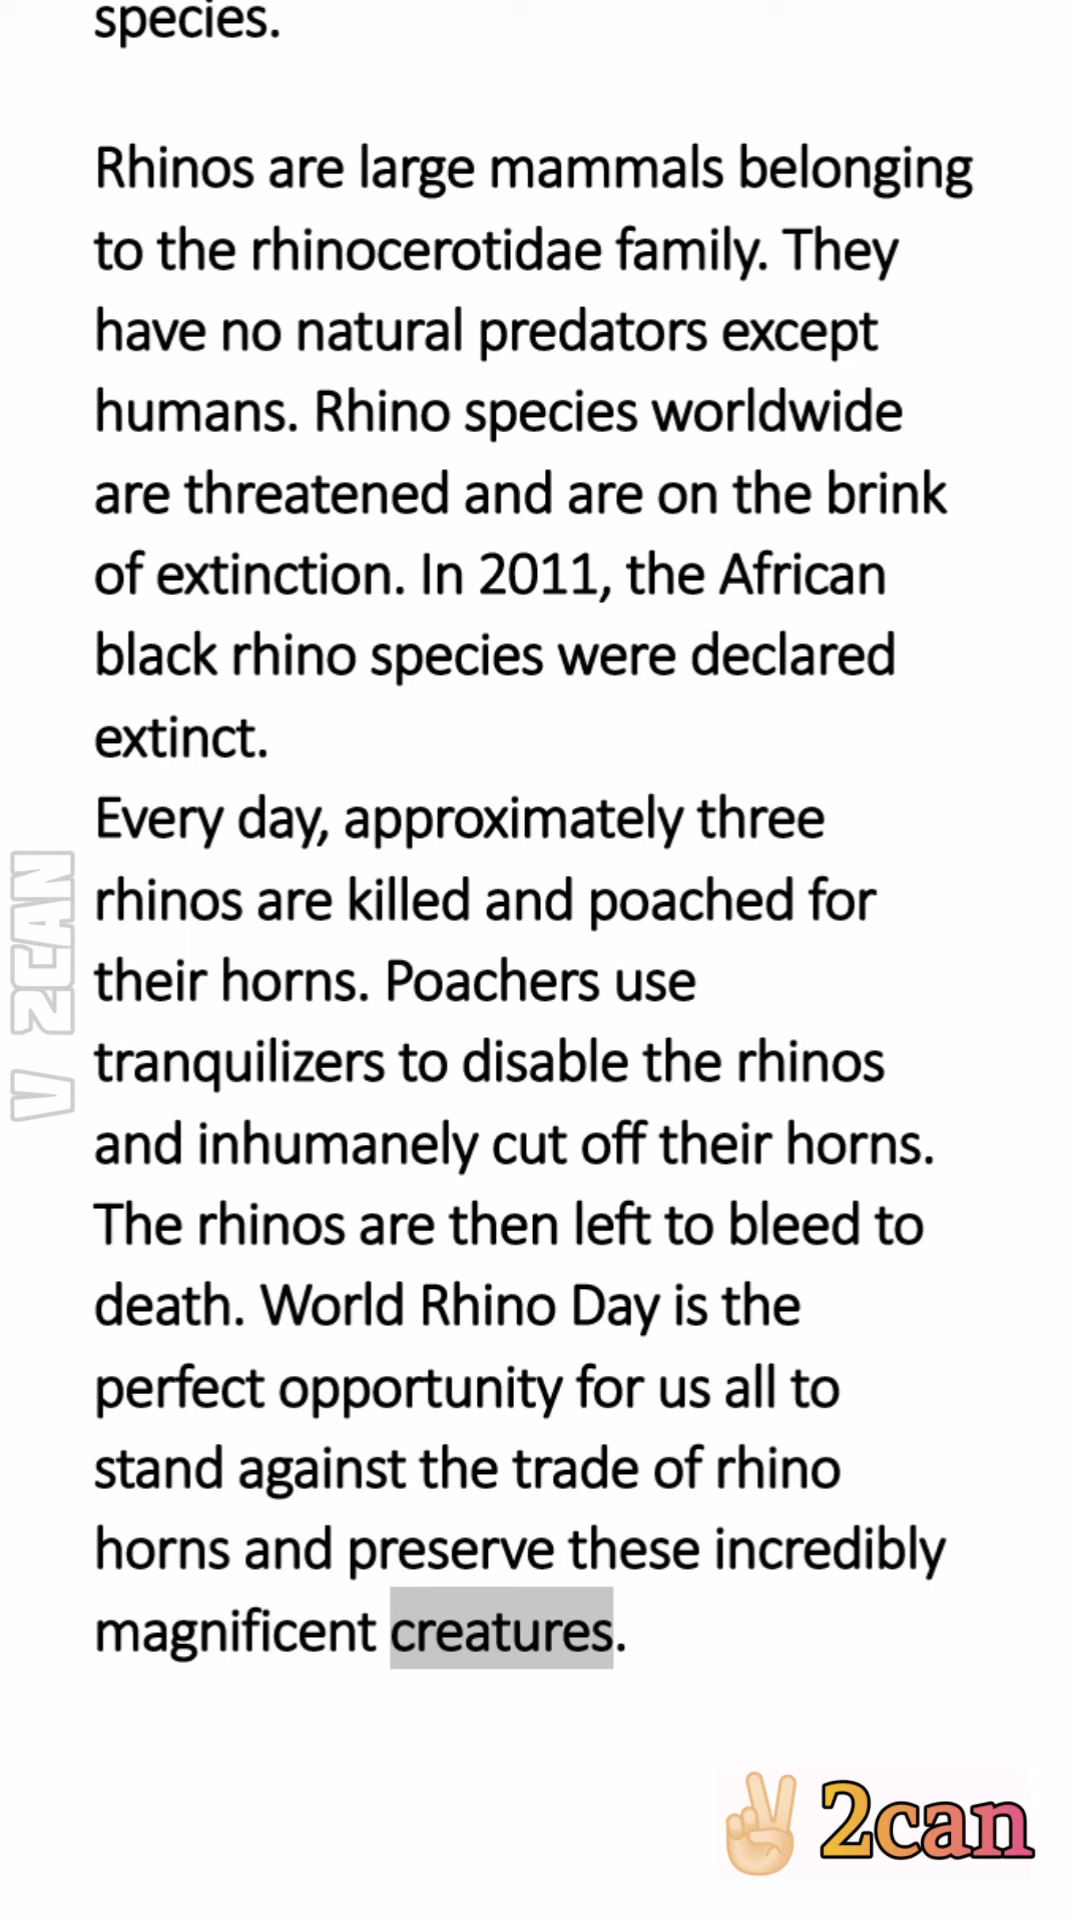 species.
Rhinos are large mammals belonging
to the rhinocerotidae family. They
have no natural predators except
humans. Rhino species worldwide
are threatened and are on the brink
of extinction. In 2011, the African
black rhino species were declared
extinct.
Every day, approximately three
rhinos are killed and poached for
their horns. Poachers use
tranquilizers to disable the rhinos
and inhumanely cut off their horns.
The rhinos are then left to bleed to
death. World Rhino Day is the
perfect opportunity for us all to
stand against the trade of rhino
horns and preserve these incredibly
magnificent creatures.
V 2CAN
2can